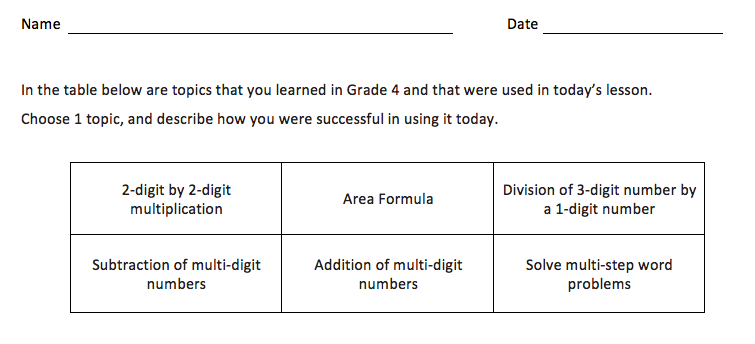 Name Date
In the table below are topics that you learned in Grade 4 and that were used in today’s lesson.
Choose 1 topic, and describe how you were successful in using it today.
2-digit by 2-digit
multiplication
Area Formula
Division of 3-digit number by
a 1-digit number
Subtraction of multi-digit
numbers
Addition of multi-digit
numbers
Solve multi-step word
problems